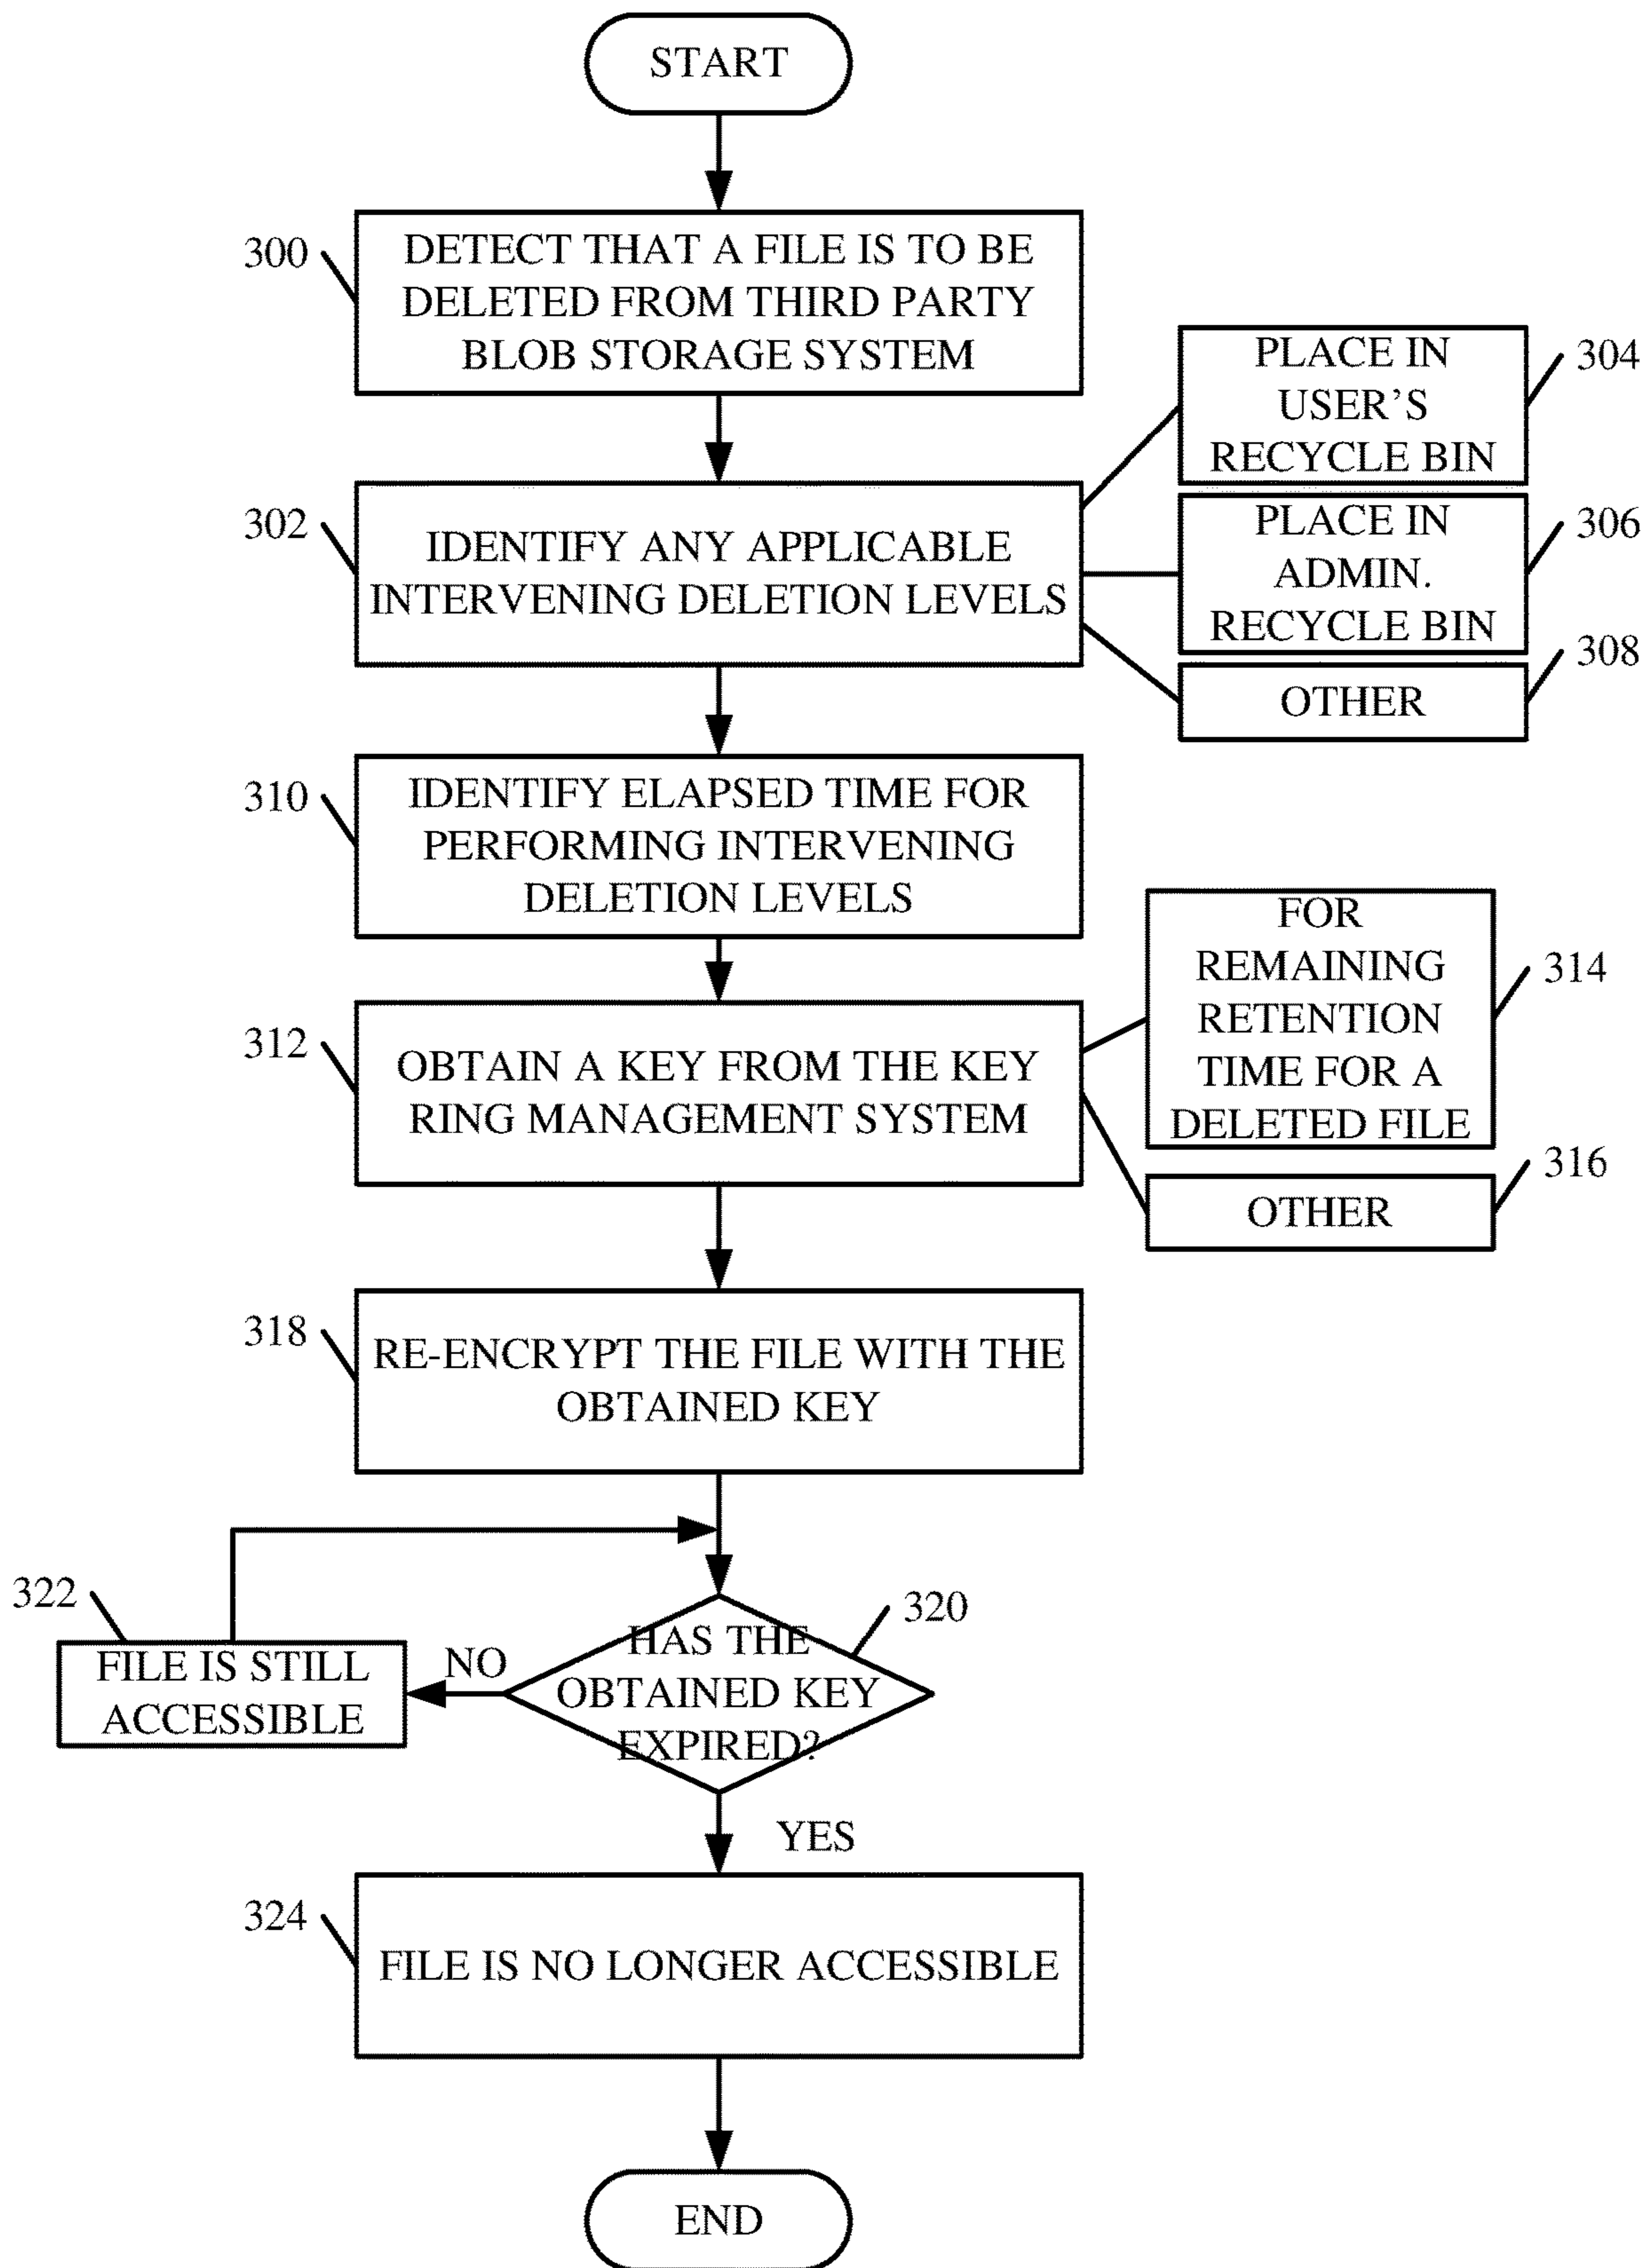 START
300
DETECT THAT A FILE IS TO BE
DELETED FROM THIRD PARTY
BLOB STORAGE SYSTEM
302
IDENTIFY ANY APPLICABLE
INTERVENING DELETION LEVELS
PLACE IN
USER'S
RECYCLE BIN
304
PLACE IN
ADMIN.
RECYCLE BIN
306
OTHER
308
310
IDENTIFY ELAPSED TIME FOR
PERFORMING INTERVENING
DELETION LEVELS
312
OBTAIN A KEY FROM THE KEY
RING MANAGEMENT SYSTEM
FOR
REMAINING
RETENTION
TIME FOR A
DELETED FILE
314
OTHER
316
318
RE-ENCRYPT THE FILE WITH THE
OBTAINED KEY
320
HAS THE
OBTAINED KEY
EXPIRED?
NO
322
FILE IS STILL
ACCESSIBLE
YES
324
FILE IS NO LONGER ACCESSIBLE
END